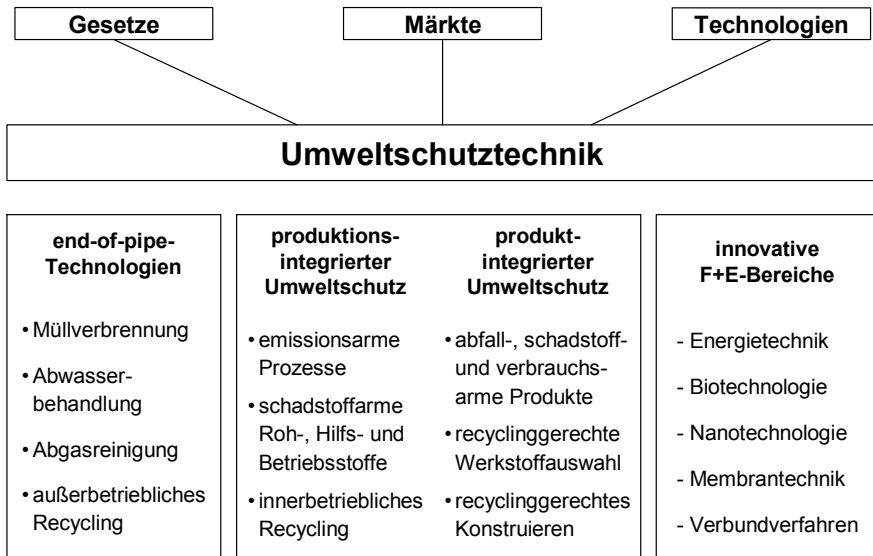 Gesetze
Märkte
Technologien
Umweltschutztechnik
end-of-pipe-
Technologien
• Müllverbrennung
• Abwasser-
behandlung
• Abgasreinigung
• außerbetriebliches
Recycling
produktions-
integrierter
Umweltschutz
• emissionsarme
Prozesse
• schadstoffarme
Roh-, Hilfs- und
Betriebsstoffe
• innerbetriebliches
Recycling
produkt-
integrierter
Umweltschutz
• abfall-, schadstoff-
und verbrauchs-
arme Produkte
• recyclinggerechte
Werkstoffauswahl
• recyclinggerechtes
Konstruieren
innovative
F+E-Bereiche
- Energietechnik
- Biotechnologie
- Nanotechnologie
- Membrantechnik
- Verbundverfahren